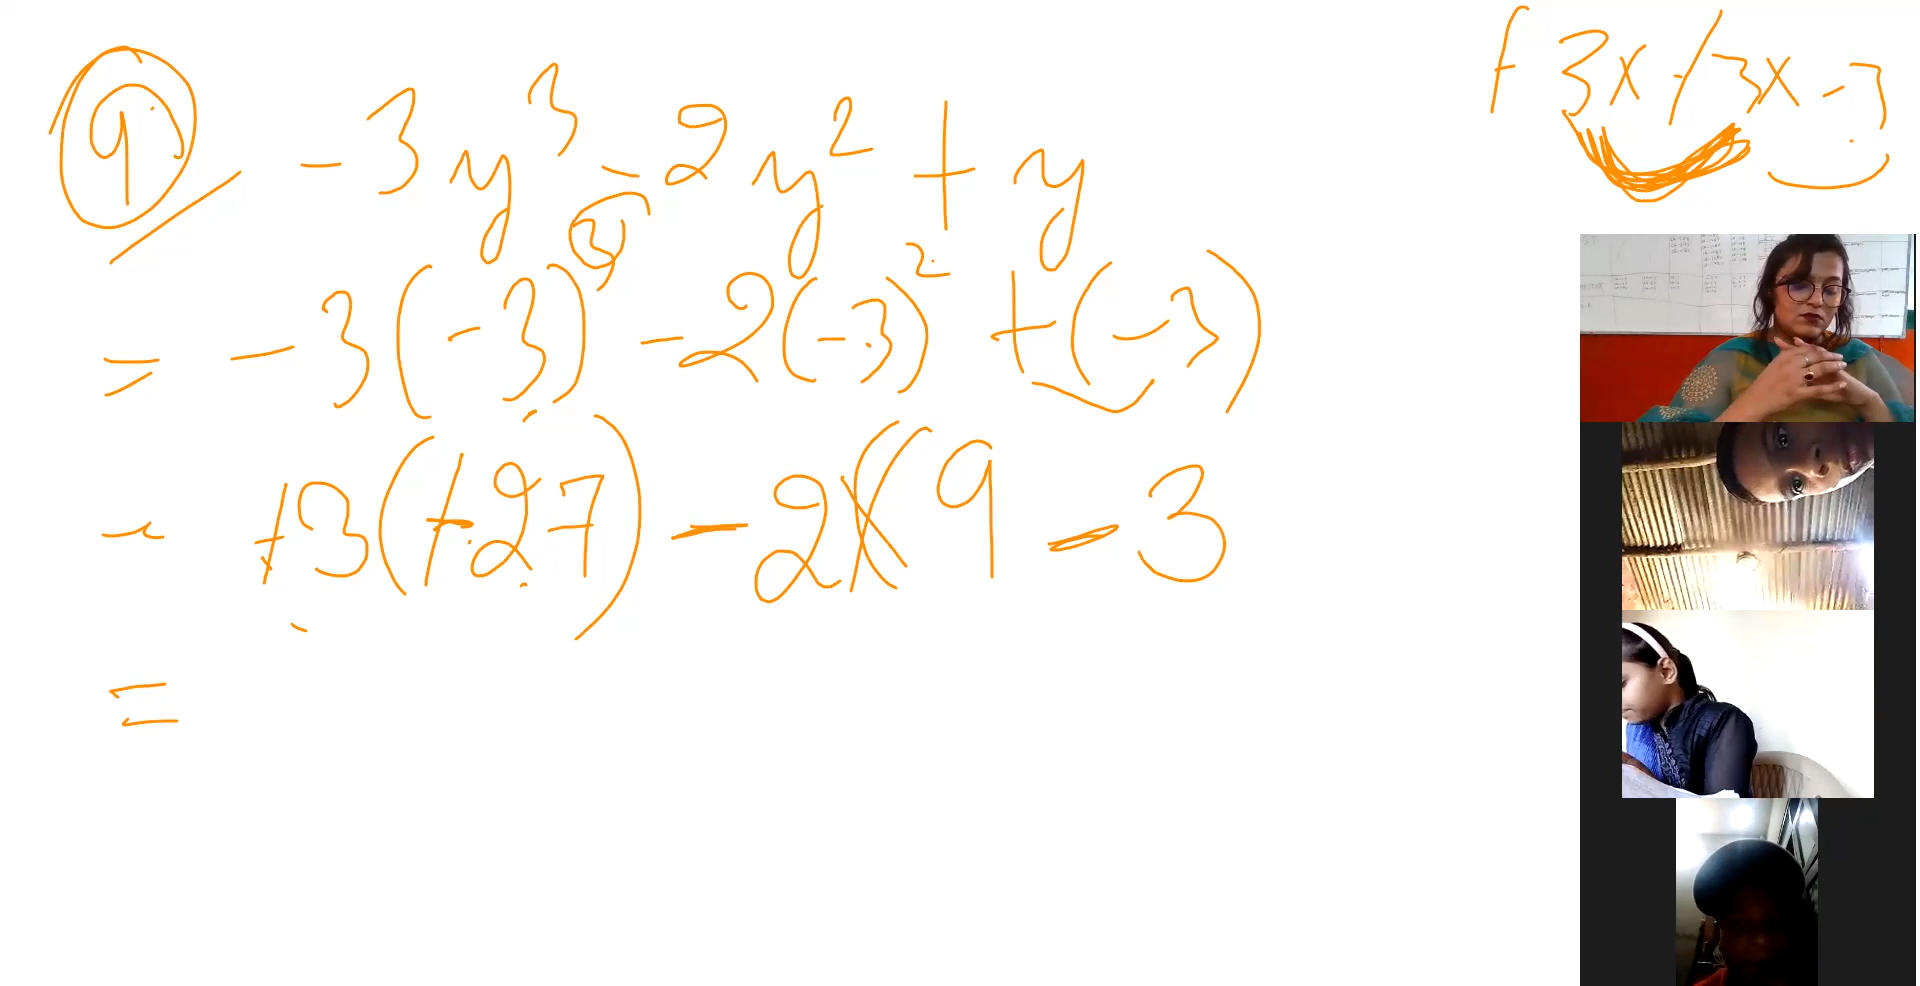 9) -3y³ - 2y² + y
= -3(-3)³ - 2(-3)² + (-3)
= +3(+27) - 2×(9 - 3
=
+3x+3x-3